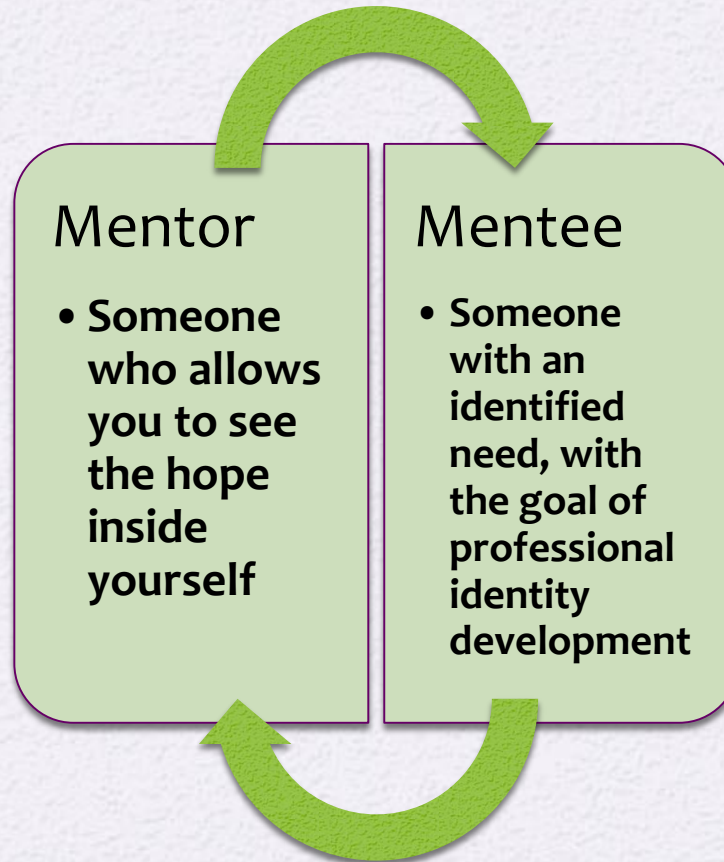 Mentor
• Someone
who allows
you to see
the hope
inside
yourself
Mentee
• Someone
with an
identified
need, with
the goal of
professional
identity
development